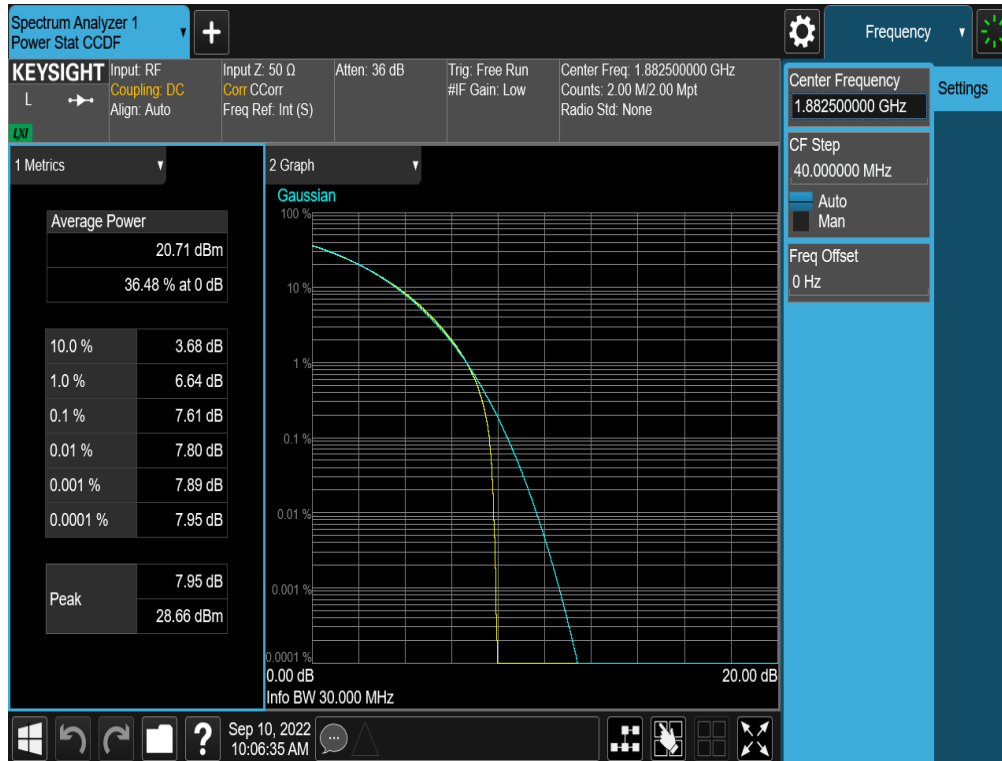 Spectrum Analyzer 1
Power Stat CCDF
+
Frequency
KEYSIGHT
L
LXI
Input: RF
Coupling: DC
Align: Auto
Input Z: 50 Ω
Corr CCorr
Freq Ref: Int (S)
Atten: 36 dB
Trig: Free Run
#IF Gain: Low
Center Freq: 1.882500000 GHz
Counts: 2.00 M/2.00 Mpt
Radio Std: None
Center Frequency
1.882500000 GHz
Settings
CF Step
40.000000 MHz
Auto
Man
Freq Offset
0 Hz
1 Metrics
Average Power
20.71 dBm
36.48 % at 0 dB
10.0 % 3.68 dB
1.0 % 6.64 dB
0.1 % 7.61 dB
0.01 % 7.80 dB
0.001 % 7.89 dB
0.0001 % 7.95 dB
Peak
7.95 dB
28.66 dBm
2 Graph
Gaussian
100 %
10 %
1 %
0.1 %
0.01 %
0.001 %
0.0001 %
0.00 dB 20.00 dB
Info BW 30.000 MHz
?
Sep 10, 2022
10:06:35 AM